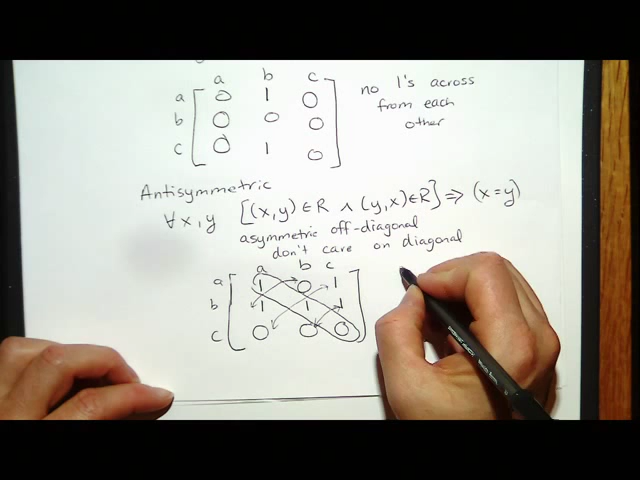 a b c
a [ 0 1 0 ] no 1's across
b [ 0 0 0 ] from each
c [ 0 1 0 ] other
Antisymmetric
∀x,y [(x,y)∈R ∧ (y,x)∈R] ⇒ (x=y)
asymmetric off-diagonal
don't care on diagonal
a b c
a [ 1 0 1 ]
b [ 1 1 1 ]
c [ 0 0 0 ]